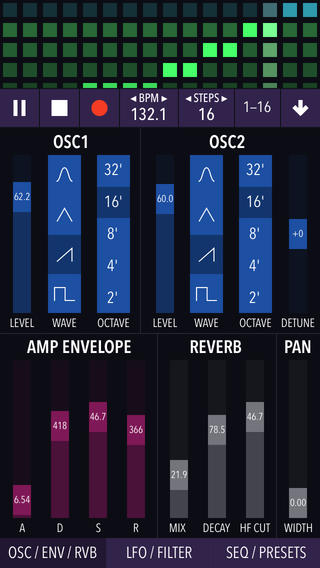 ◀ BPM ▶ ◀ STEPS ▶
132.1 16 1–16
OSC1 OSC2
62.2 32' 60.0 32'
16' 16'
+0
8' 8'
4' 4'
2' 2'
LEVEL WAVE OCTAVE LEVEL WAVE OCTAVE DETUNE
AMP ENVELOPE REVERB PAN
6.54 418 46.7 366 21.9 78.5 46.7 0.00
A D S R MIX DECAY HF CUT WIDTH
OSC / ENV / RVB LFO / FILTER SEQ / PRESETS